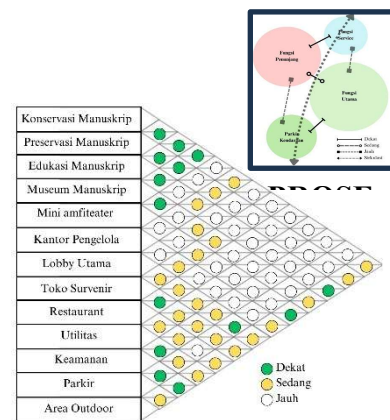 Fungsi
Service
Fungsi
Penunjang
Fungsi
Utama
Parkir
Kendaraan
Dekat
Sedang
Jauh
Sirkulasi
Konservasi Manuskrip
Preservasi Manuskrip
Edukasi Manuskrip
Museum Manuskrip
Mini amfiteater
Kantor Pengelola
Lobby Utama
Toko Survenir
Restaurant
Utilitas
Keamanan
Parkir
Area Outdoor
Dekat
Sedang
Jauh